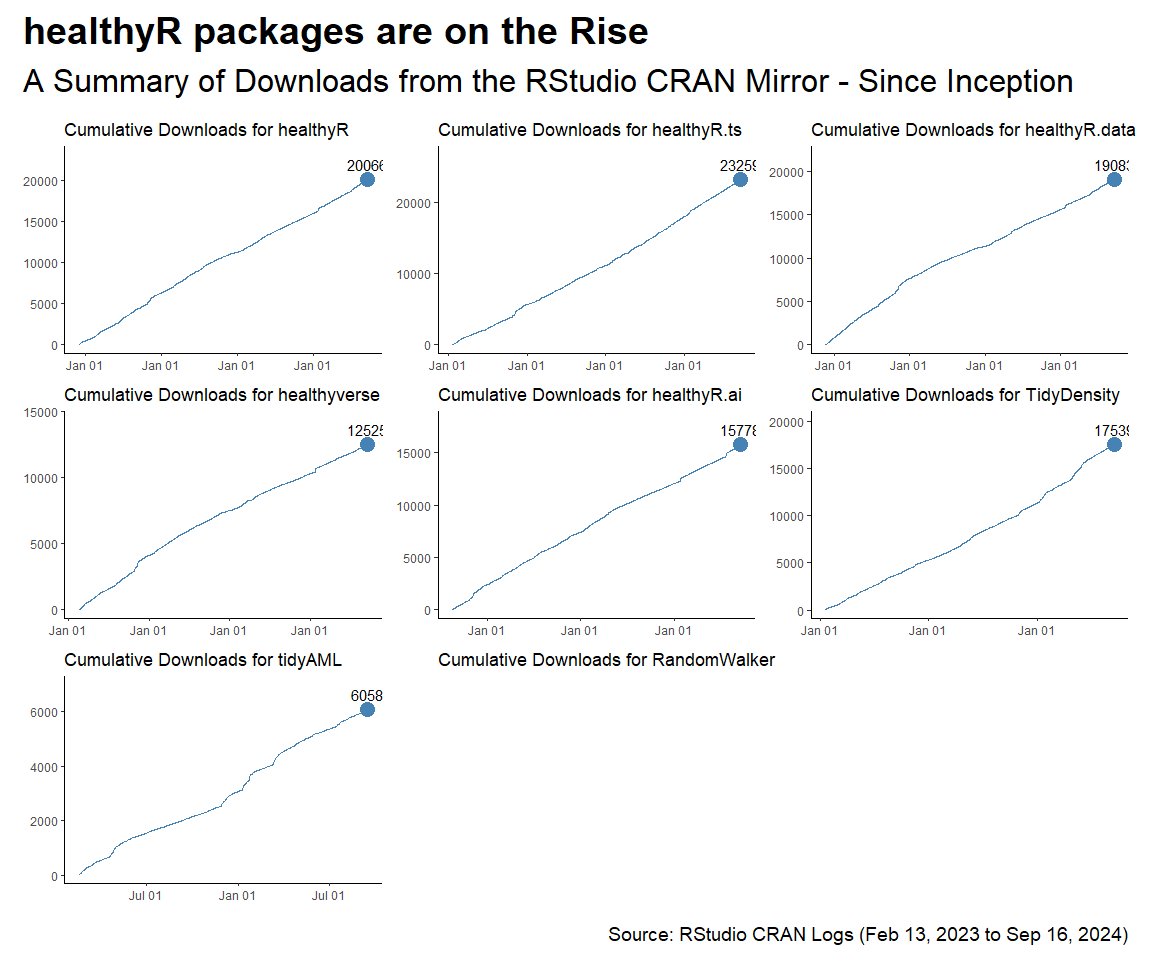 healthyR packages are on the Rise
A Summary of Downloads from the RStudio CRAN Mirror - Since Inception
Cumulative Downloads for healthyR
20066
20000
15000
10000
5000
0
Jan 01 Jan 01 Jan 01 Jan 01
Cumulative Downloads for healthyR.ts
23259
20000
10000
0
Jan 01 Jan 01 Jan 01 Jan 01
Cumulative Downloads for healthyR.data
19083
20000
15000
10000
5000
0
Jan 01 Jan 01 Jan 01 Jan 01
Cumulative Downloads for healthyverse
15000
12525
10000
5000
0
Jan 01 Jan 01 Jan 01 Jan 01
Cumulative Downloads for healthyR.ai
15778
15000
10000
5000
0
Jan 01 Jan 01 Jan 01
Cumulative Downloads for TidyDensity
20000
17539
15000
10000
5000
0
Jan 01 Jan 01 Jan 01
Cumulative Downloads for tidyAML
6058
6000
4000
2000
0
Jul 01 Jan 01 Jul 01
Cumulative Downloads for RandomWalker
Source: RStudio CRAN Logs (Feb 13, 2023 to Sep 16, 2024)